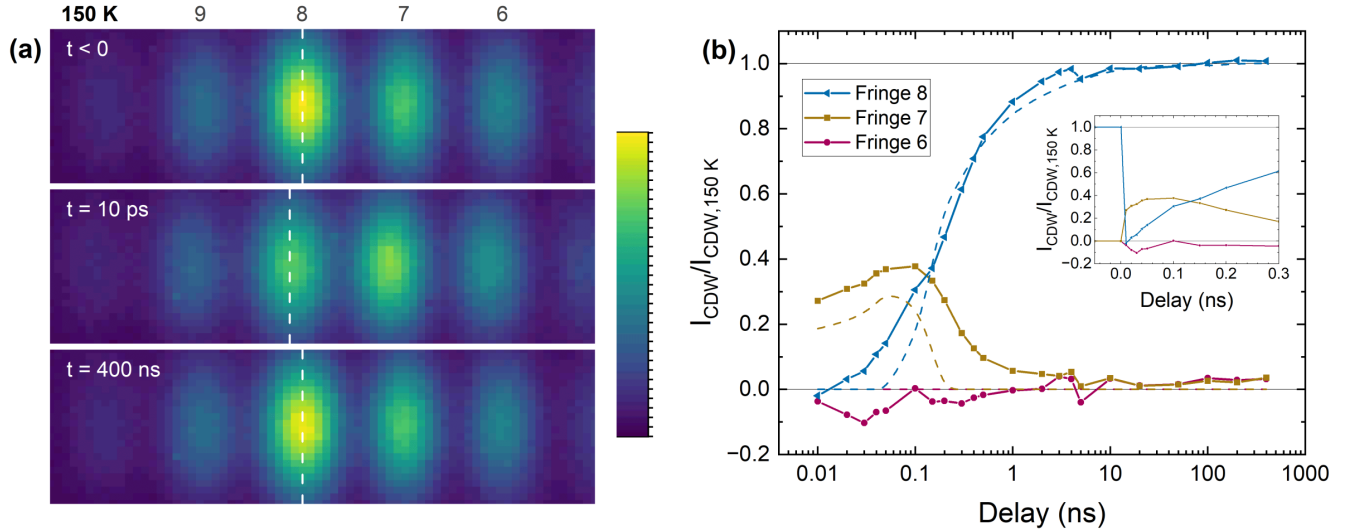 150 K 9 8 7 6
(a)
t < 0
t = 10 ps
t = 400 ns
(b)
I_CDW/I_CDW,150 K
1.0
0.8
0.6
0.4
0.2
0.0
−0.2
0.01 0.1 1 10 100 1000
Delay (ns)
Fringe 8
Fringe 7
Fringe 6
I_CDW/I_CDW,150 K
1.0
0.8
0.6
0.4
0.2
0.0
−0.2
0.0 0.1 0.2 0.3
Delay (ns)